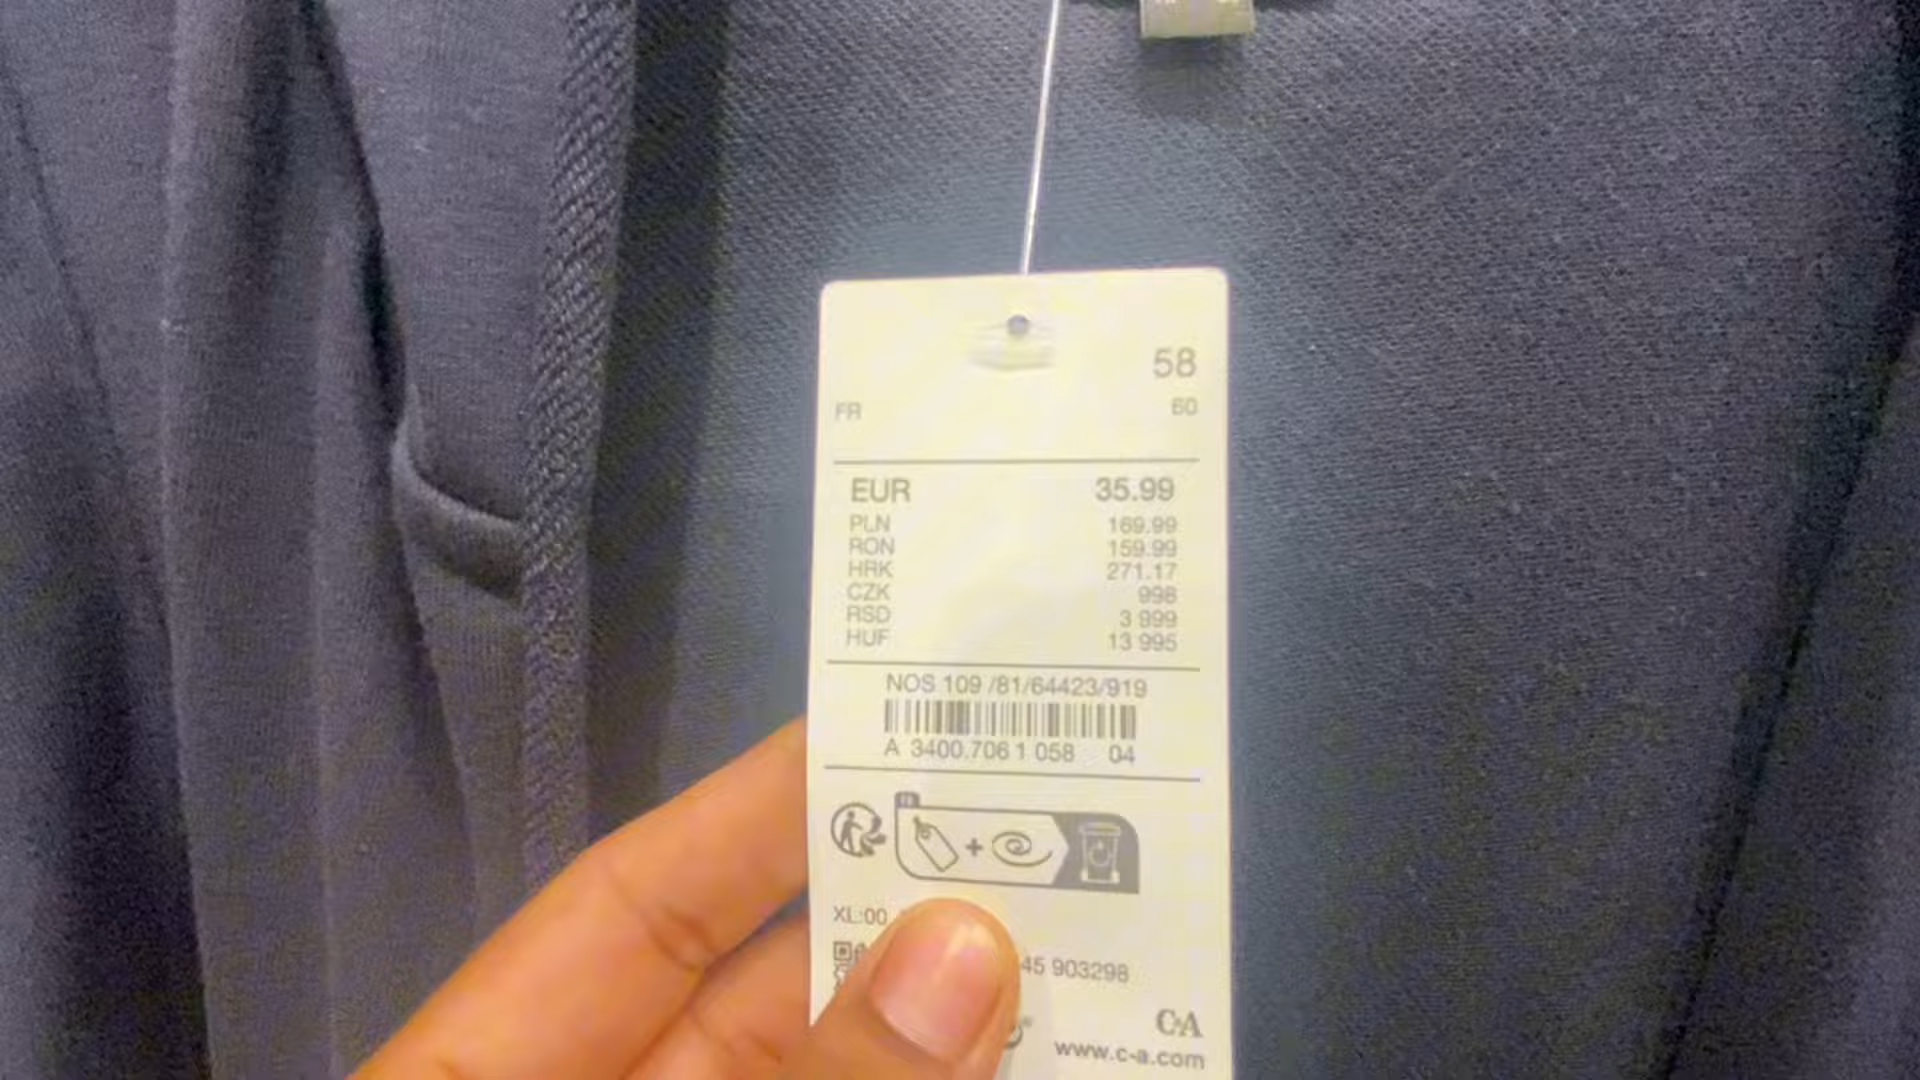 58
FR 60
EUR 35.99
PLN 169.99
RON 159.99
HRK 271.17
CZK 998
RSD 3 999
HUF 13 995
NOS 109 /81/64423/919
A 3400.706 1 058 04
FR
XL:00
45 903298
C&A
www.c-a.com